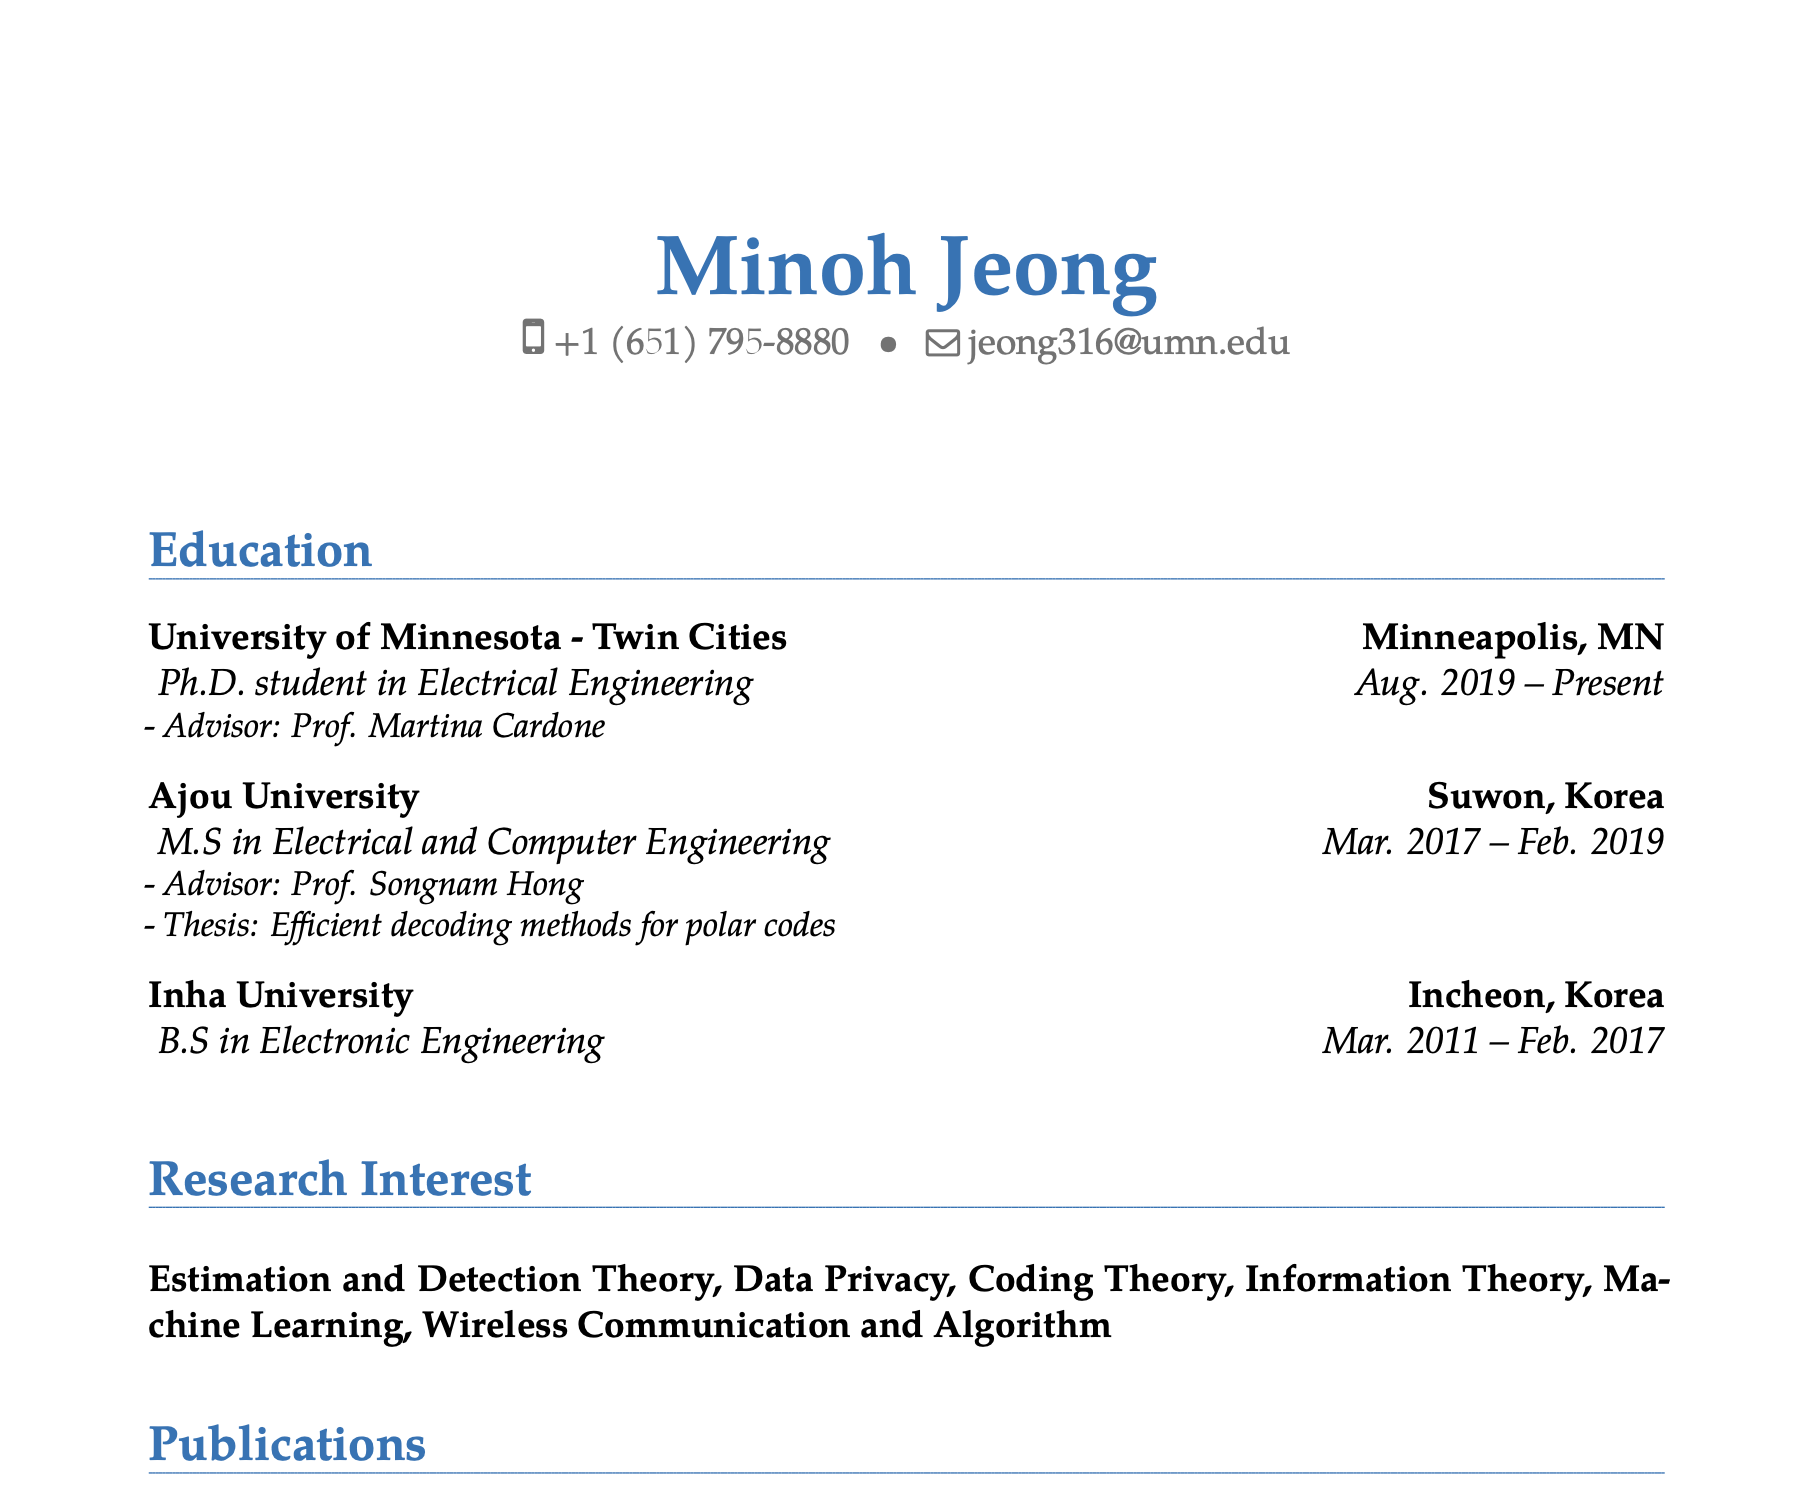 Minoh Jeong
+1 (651) 795-8880 • jeong316@umn.edu
Education
University of Minnesota - Twin Cities Minneapolis, MN
Ph.D. student in Electrical Engineering Aug. 2019 – Present
- Advisor: Prof. Martina Cardone
Ajou University Suwon, Korea
M.S in Electrical and Computer Engineering Mar. 2017 – Feb. 2019
- Advisor: Prof. Songnam Hong
- Thesis: Efficient decoding methods for polar codes
Inha University Incheon, Korea
B.S in Electronic Engineering Mar. 2011 – Feb. 2017
Research Interest
Estimation and Detection Theory, Data Privacy, Coding Theory, Information Theory, Ma-
chine Learning, Wireless Communication and Algorithm
Publications